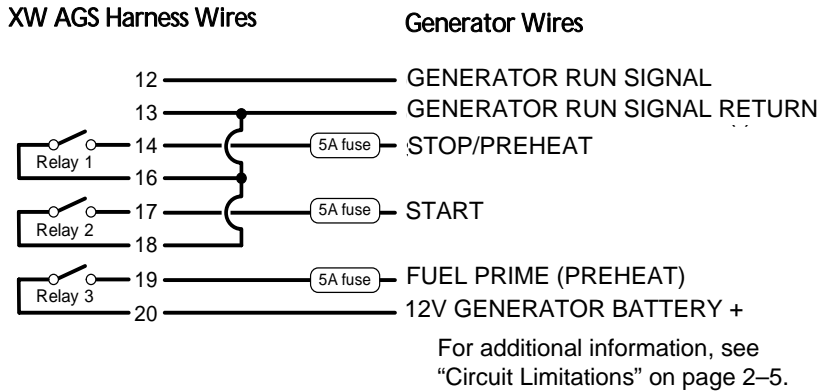 XW AGS Harness Wires
Generator Wires
12 GENERATOR RUN SIGNAL
13 GENERATOR RUN SIGNAL RETURN
14 5A fuse STOP/PREHEAT
Relay 1
16
17 5A fuse START
Relay 2
18
19 5A fuse FUEL PRIME (PREHEAT)
Relay 3
20 12V GENERATOR BATTERY +
For additional information, see
“Circuit Limitations” on page 2–5.